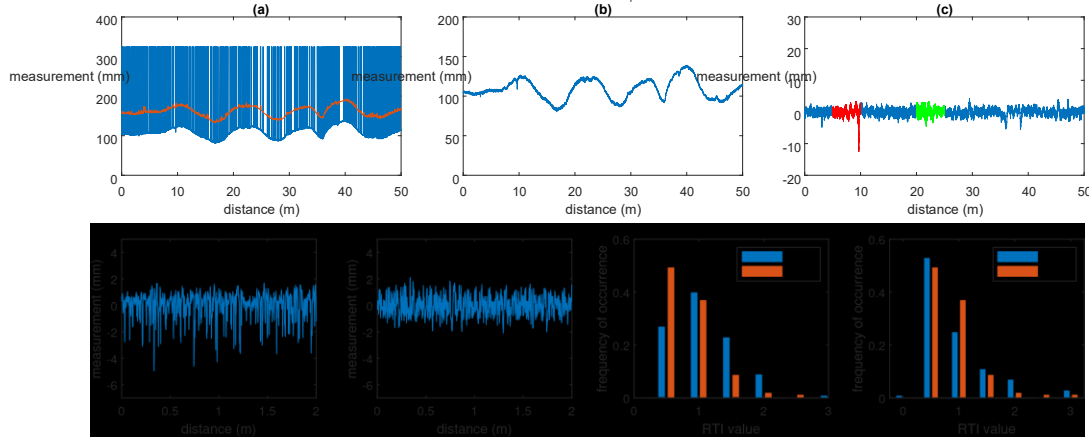 (a)
400
300
200
100
0
measurement (mm)
0 10 20 30 40 50
distance (m)
(b)
200
150
100
50
0
measurement (mm)
0 10 20 30 40 50
distance (m)
(c)
30
20
10
0
-10
-20
measurement (mm)
0 10 20 30 40 50
distance (m)
4
2
0
-2
-4
-6
measurement (mm)
0 0.5 1 1.5 2
distance (m)
4
2
0
-2
-4
-6
measurement (mm)
0 0.5 1 1.5 2
distance (m)
0.6
0.4
0.2
0
frequency of occurrence
1 2 3
RTI value
0.6
0.4
0.2
0
frequency of occurrence
0 1 2 3
RTI value